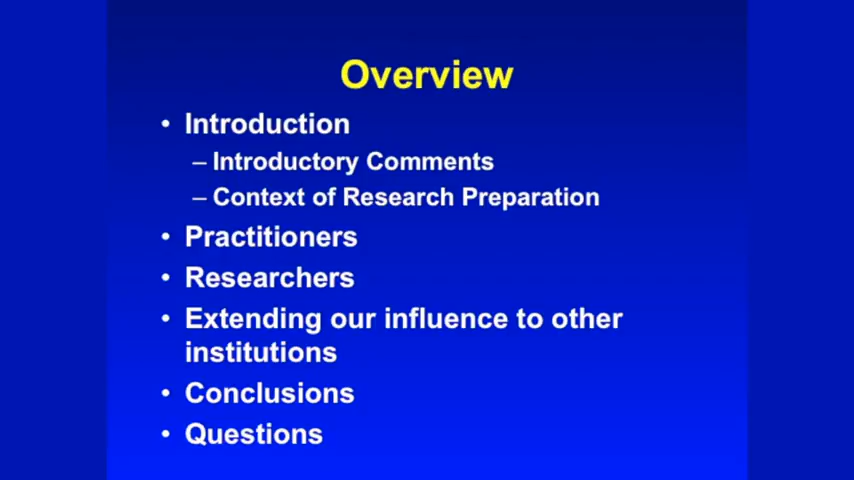 Overview
• Introduction
– Introductory Comments
– Context of Research Preparation
• Practitioners
• Researchers
• Extending our influence to other
institutions
• Conclusions
• Questions